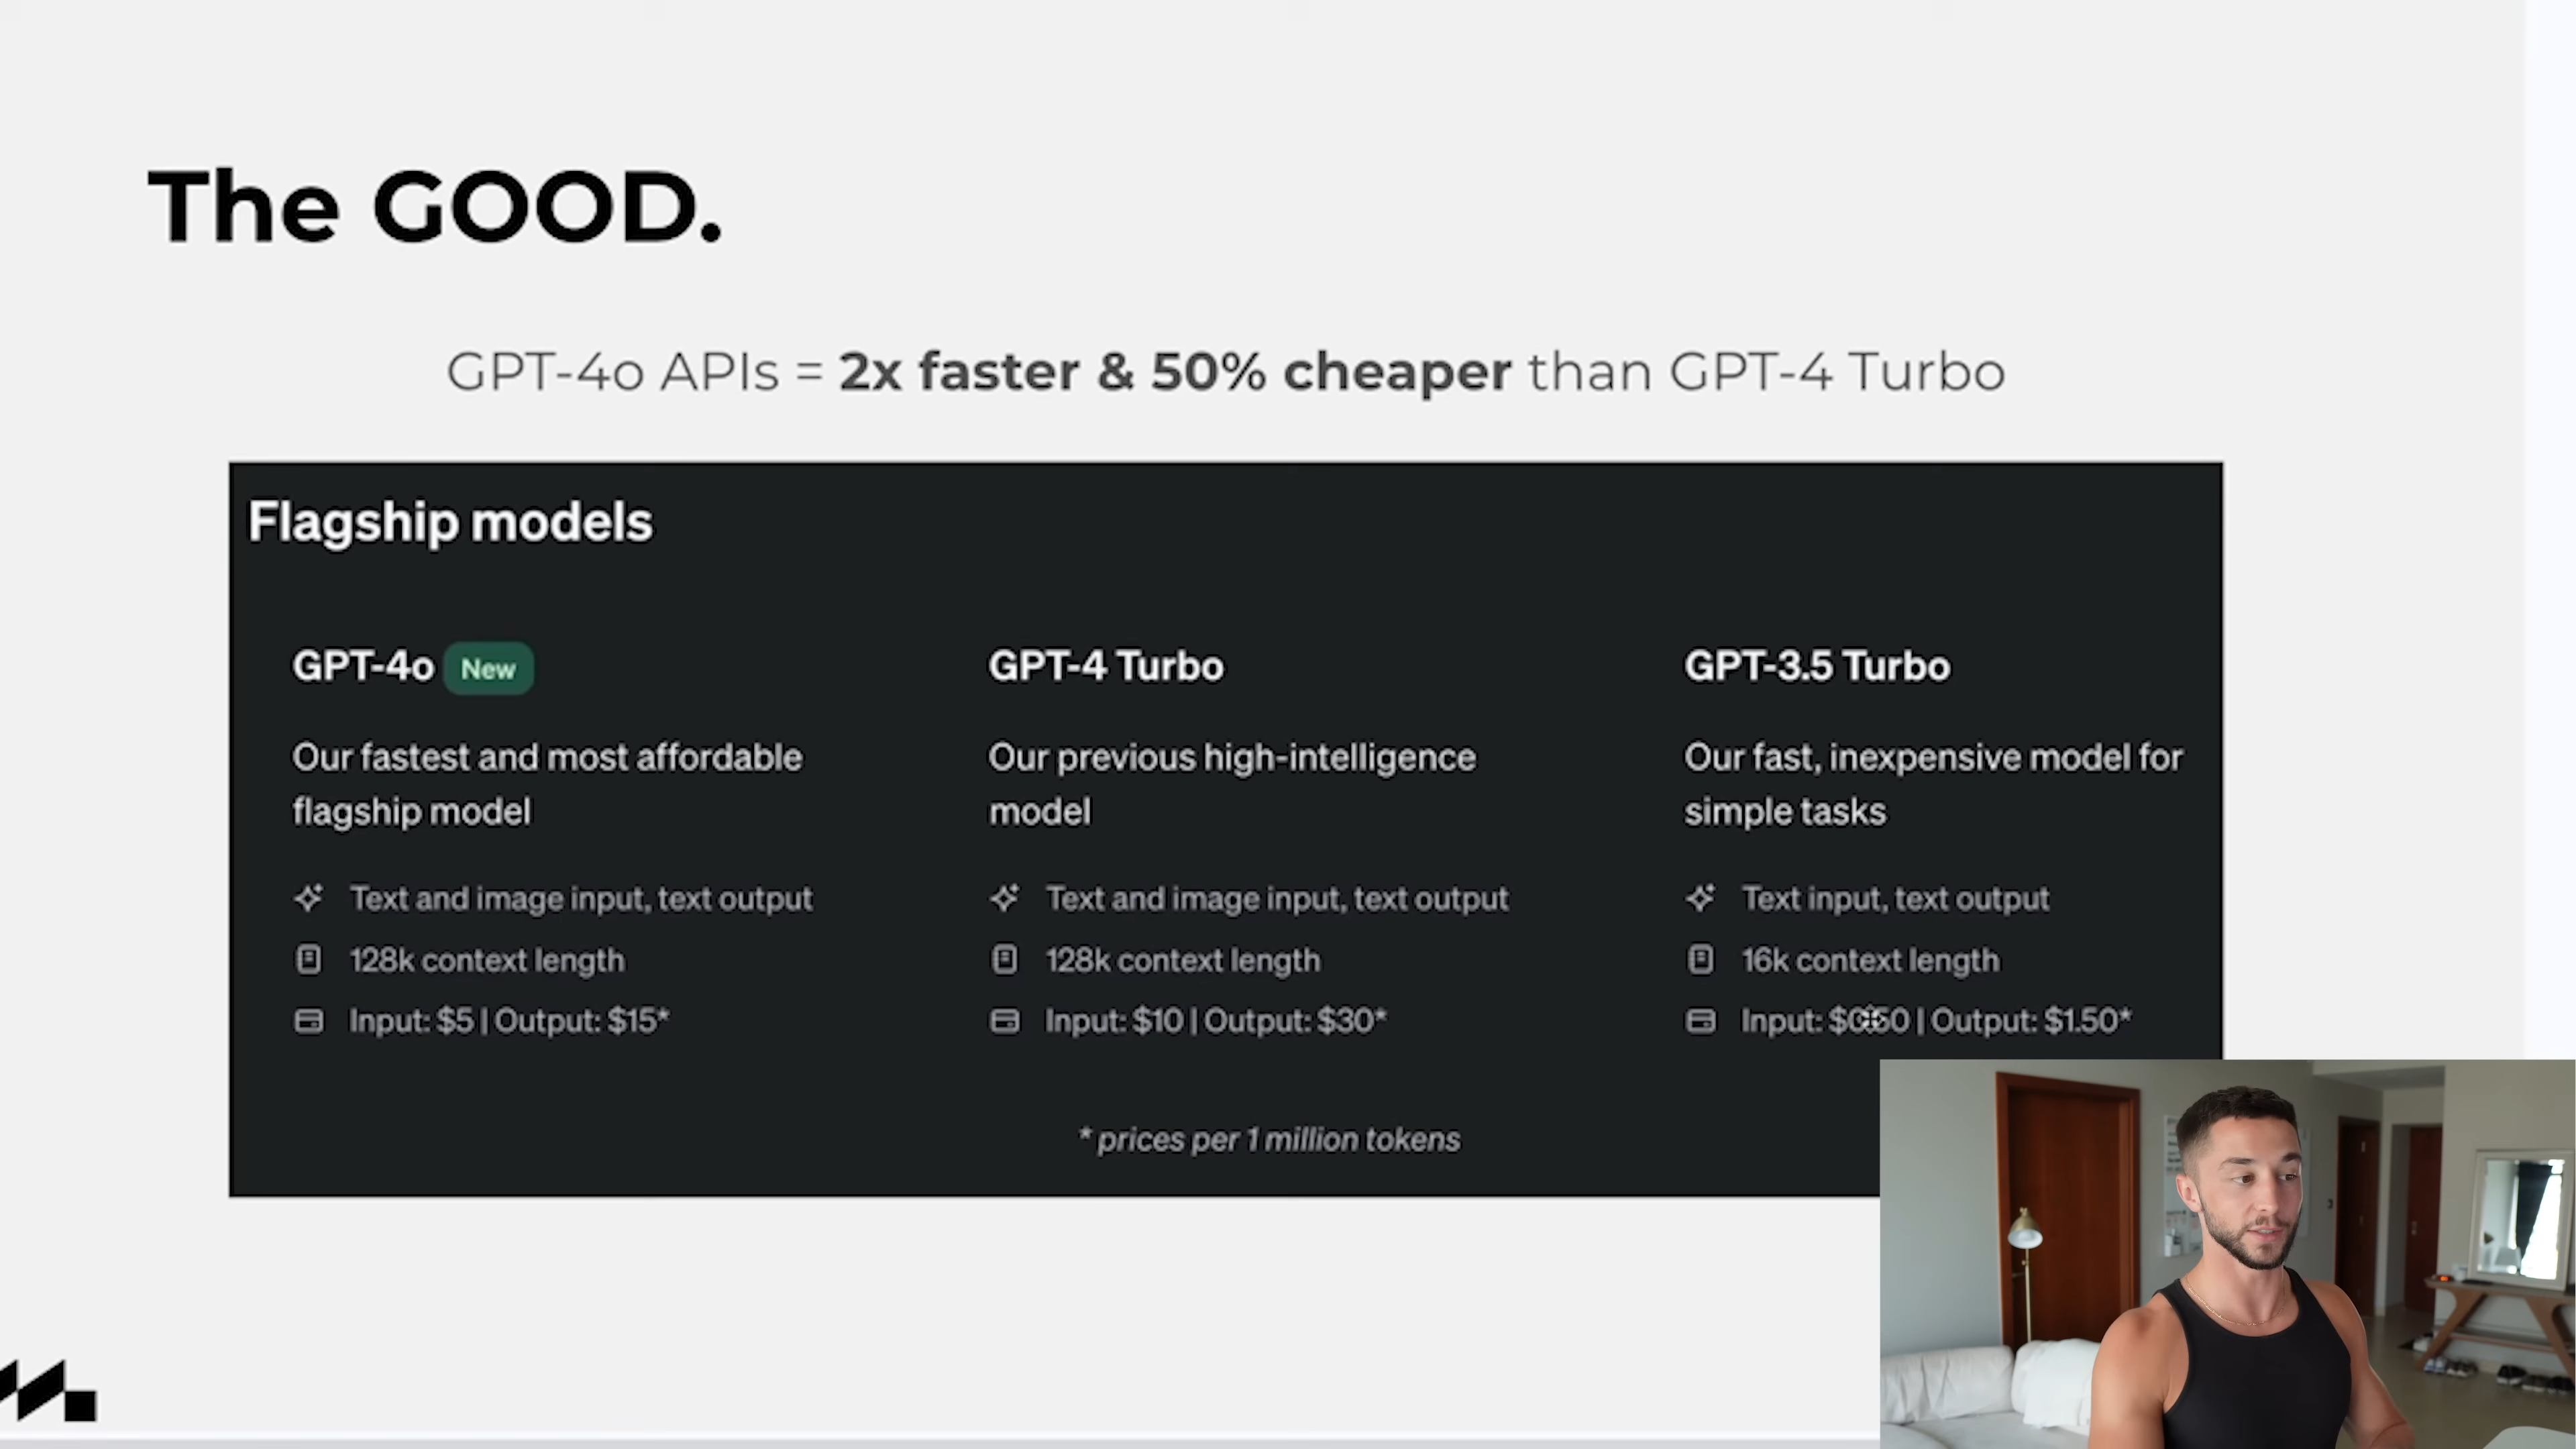 The GOOD.
GPT-4o APIs = 2x faster & 50% cheaper than GPT-4 Turbo
Flagship models
GPT-4o New
Our fastest and most affordable
flagship model
Text and image input, text output
128k context length
Input: $5 | Output: $15*
GPT-4 Turbo
Our previous high-intelligence
model
Text and image input, text output
128k context length
Input: $10 | Output: $30*
GPT-3.5 Turbo
Our fast, inexpensive model for
simple tasks
Text input, text output
16k context length
Input: $0.50 | Output: $1.50*
* prices per 1 million tokens